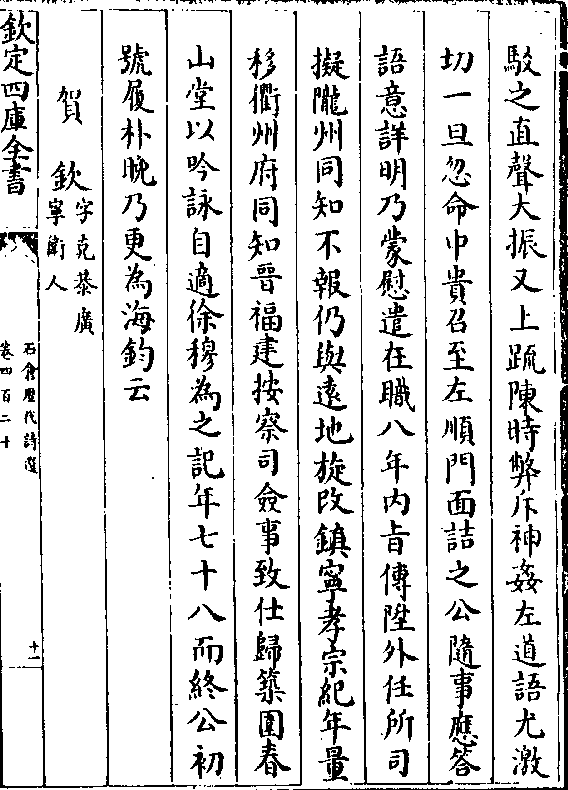 駁之直聲大振又上䟽陳時弊斥神姦左道語尤激
切一旦忽命中貴召至左順門面詰之公隨事應答
語意詳明乃蒙慰遣在職八年内旨傳陞外任所司
擬隴州同知不報仍與遠地旋改鎮寧孝宗紀年量
移衢州府同知晉福建按察司僉事致仕歸築園春
山堂以吟詠自適徐穆為之記年七十八而終公初
號履朴晚乃更為海釣云
賀欽字克恭廣
寧衛人
欽定四庫全書
石倉歷代詩選
卷四百二十
十一